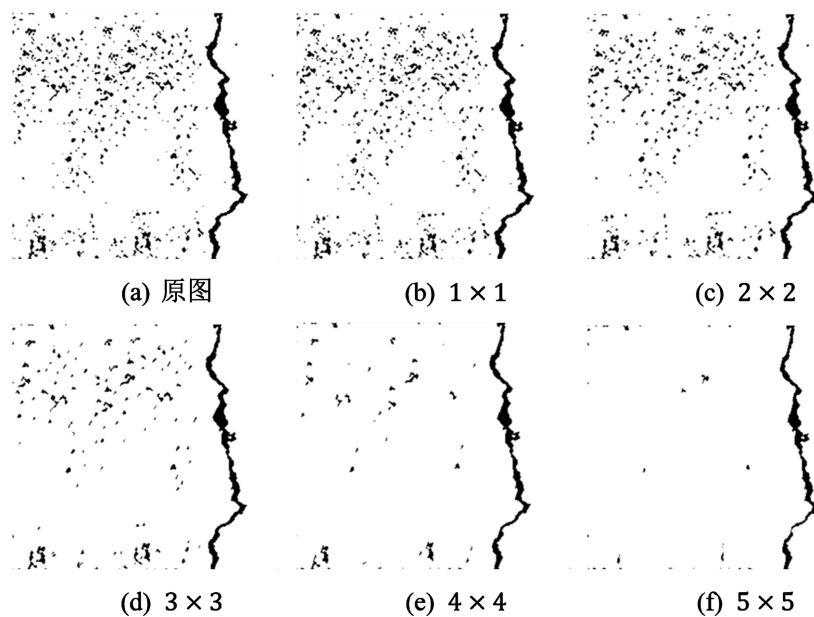 (a) 原图
(b) 1 × 1
(c) 2 × 2
(d) 3 × 3
(e) 4 × 4
(f) 5 × 5